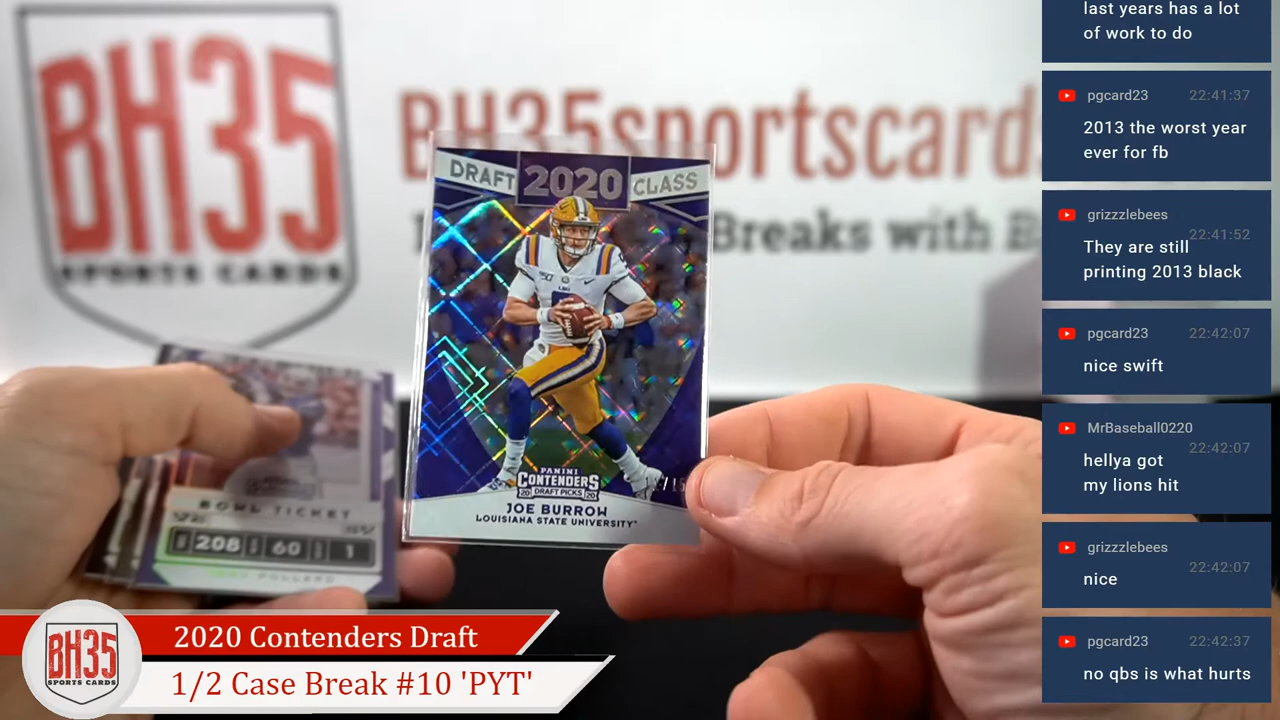 BH35
SPORTS CARDS
BH35sportscards
Breaks with
DRAFT 2020 CLASS
PANINI
CONTENDERS
20 DRAFT PICKS 20
JOE BURROW
LOUISIANA STATE UNIVERSITY
BOWL TICKET
208 60 1
POLLARD
BH35
SPORTS CARDS
2020 Contenders Draft
1/2 Case Break #10 'PYT'
last years has a lot
of work to do
pgcard23 22:41:37
2013 the worst year
ever for fb
grizzzlebees 22:41:52
They are still
printing 2013 black
pgcard23 22:42:07
nice swift
MrBaseball0220 22:42:07
hellya got
my lions hit
grizzzlebees 22:42:07
nice
pgcard23 22:42:37
no qbs is what hurts